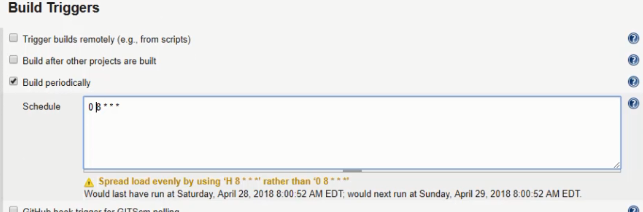 Build Triggers
Trigger builds remotely (e.g., from scripts)
Build after other projects are built
Build periodically
Schedule
0 8 * * *
Spread load evenly by using ‘H 8 * * *’ rather than ‘0 8 * * *’
Would last have run at Saturday, April 28, 2018 8:00:52 AM EDT; would next run at Sunday, April 29, 2018 8:00:52 AM EDT.
GitHub hook trigger for GITScm polling